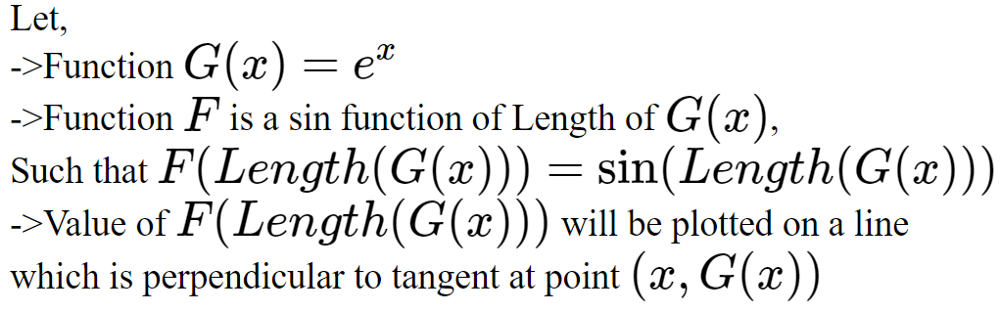 Let,
->Function G(x) = e^x
->Function F is a sin function of Length of G(x),
Such that F(Length(G(x))) = sin(Length(G(x)))
->Value of F(Length(G(x))) will be plotted on a line
which is perpendicular to tangent at point (x, G(x))